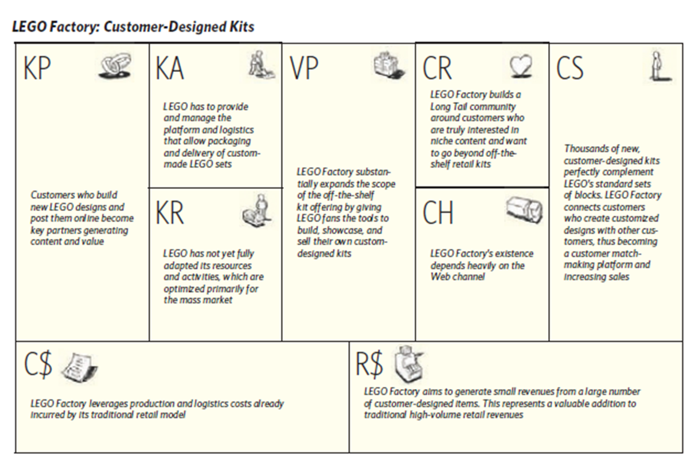 LEGO Factory: Customer-Designed Kits
KP
Customers who build
new LEGO designs and
post them online become
key partners generating
content and value
KA
LEGO has to provide
and manage the
platform and logistics
that allow packaging
and delivery of custom-
made LEGO sets
KR
LEGO has not yet fully
adapted its resources
and activities, which are
optimized primarily for
the mass market
VP
LEGO Factory substan-
tially expands the scope
of the off-the-shelf
kit offering by giving
LEGO fans the tools to
build, showcase, and
sell their own custom-
designed kits
CR
LEGO Factory builds a
Long Tail community
around customers who
are truly interested in
niche content and want
to go beyond off-the-
shelf retail kits
CH
LEGO Factory's existence
depends heavily on the
Web channel
CS
Thousands of new,
customer-designed kits
perfectly complement
LEGO's standard sets
of blocks. LEGO Factory
connects customers
who create customized
designs with other cus-
tomers, thus becoming
a customer match-
making platform and
increasing sales
C$
LEGO Factory leverages production and logistics costs already
incurred by its traditional retail model
R$
LEGO Factory aims to generate small revenues from a large number
of customer-designed items. This represents a valuable addition to
traditional high-volume retail revenues